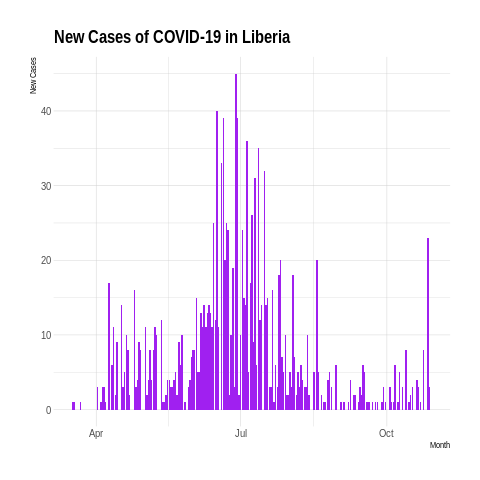 New Cases of COVID-19 in Liberia
New Cases
40
30
20
10
0
Apr
Jul
Oct
Month